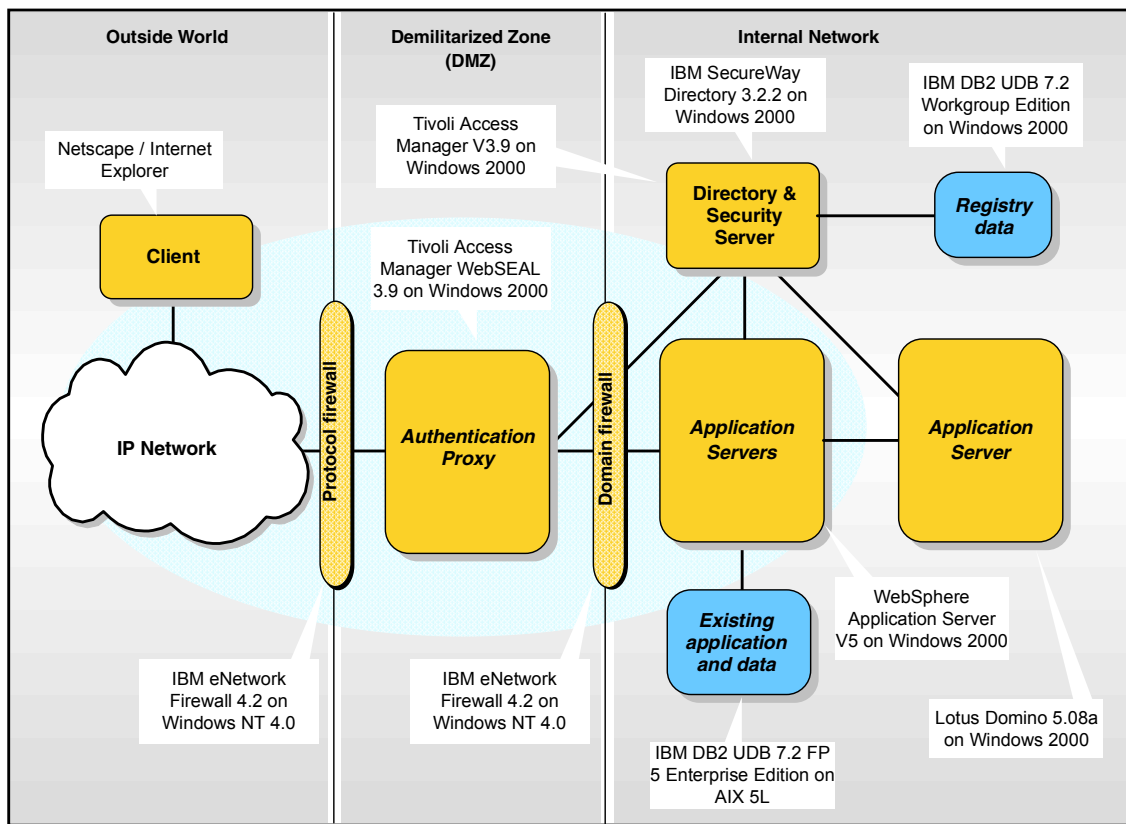 Outside World
Demilitarized Zone
(DMZ)
Internal Network
IBM SecureWay
Directory 3.2.2 on
Windows 2000
IBM DB2 UDB 7.2
Workgroup Edition
on Windows 2000
Tivoli Access
Manager V3.9 on
Windows 2000
Netscape / Internet
Explorer
Directory &
Security
Server
Registry
data
Client
Tivoli Access
Manager WebSEAL
3.9 on Windows 2000
IP Network
Protocol firewall
Authentication
Proxy
Domain firewall
Application
Servers
Application
Server
WebSphere
Application Server
V5 on Windows 2000
Existing
application
and data
IBM eNetwork
Firewall 4.2 on
Windows NT 4.0
IBM eNetwork
Firewall 4.2 on
Windows NT 4.0
Lotus Domino 5.08a
on Windows 2000
IBM DB2 UDB 7.2 FP
5 Enterprise Edition on
AIX 5L